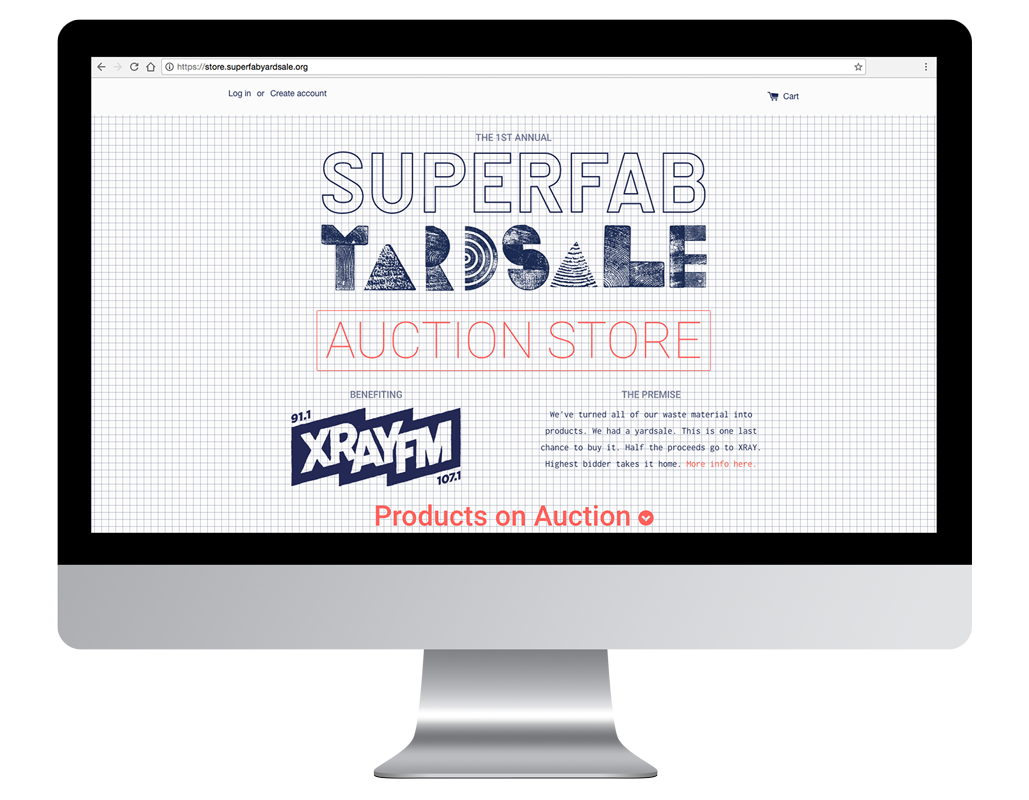 https://store.superfabyardsale.org
Log in or Create account
Cart
THE 1ST ANNUAL
SUPERFAB
YARDSALE
AUCTION STORE
BENEFITING
91.1
XRAYFM
107.1
THE PREMISE
We've turned all of our waste material into
products. We had a yardsale. This is one last
chance to buy it. Half the proceeds go to XRAY.
Highest bidder takes it home. More info here.
Products on Auction